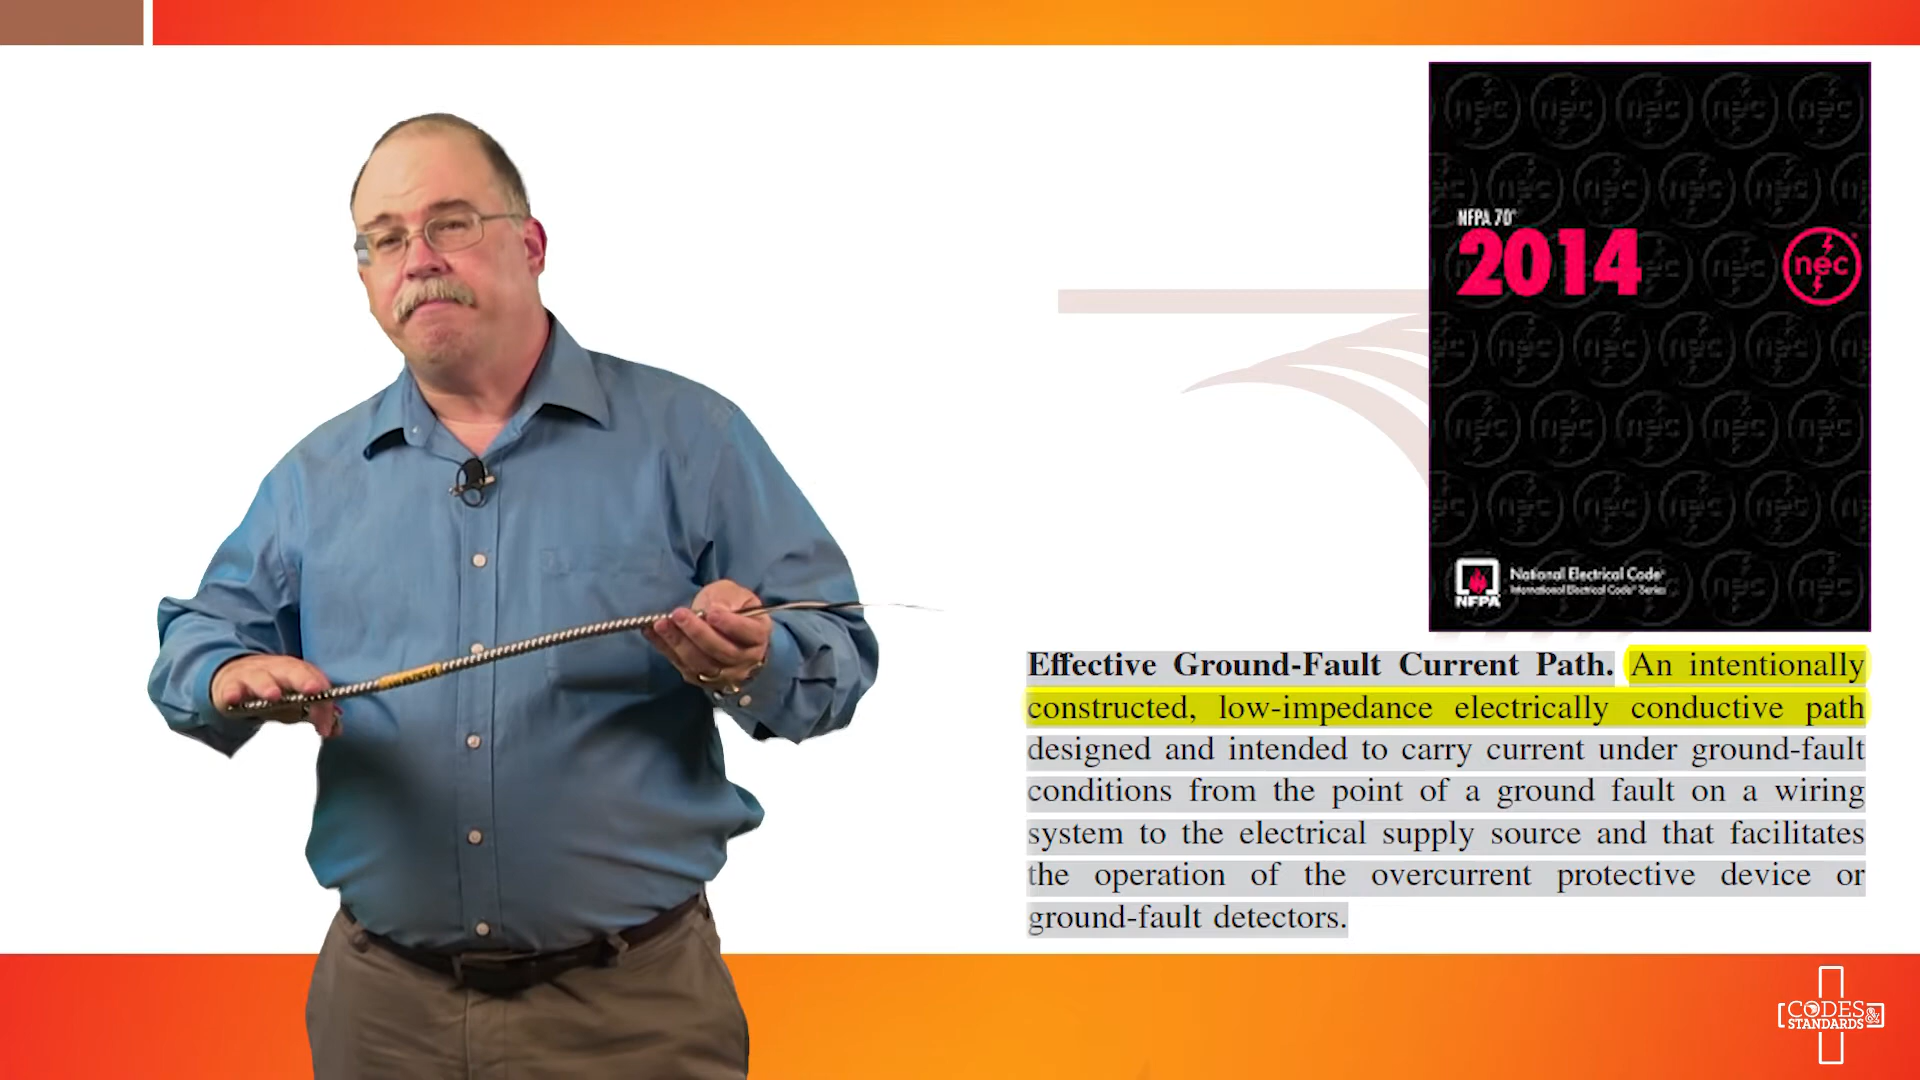 NFPA 70®
2014
nec
National Electrical Code®
International Electrical Code® Series
NFPA
Effective Ground-Fault Current Path. An intentionally
constructed, low-impedance electrically conductive path
designed and intended to carry current under ground-fault
conditions from the point of a ground fault on a wiring
system to the electrical supply source and that facilitates
the operation of the overcurrent protective device or
ground-fault detectors.
CODES&
STANDARDS